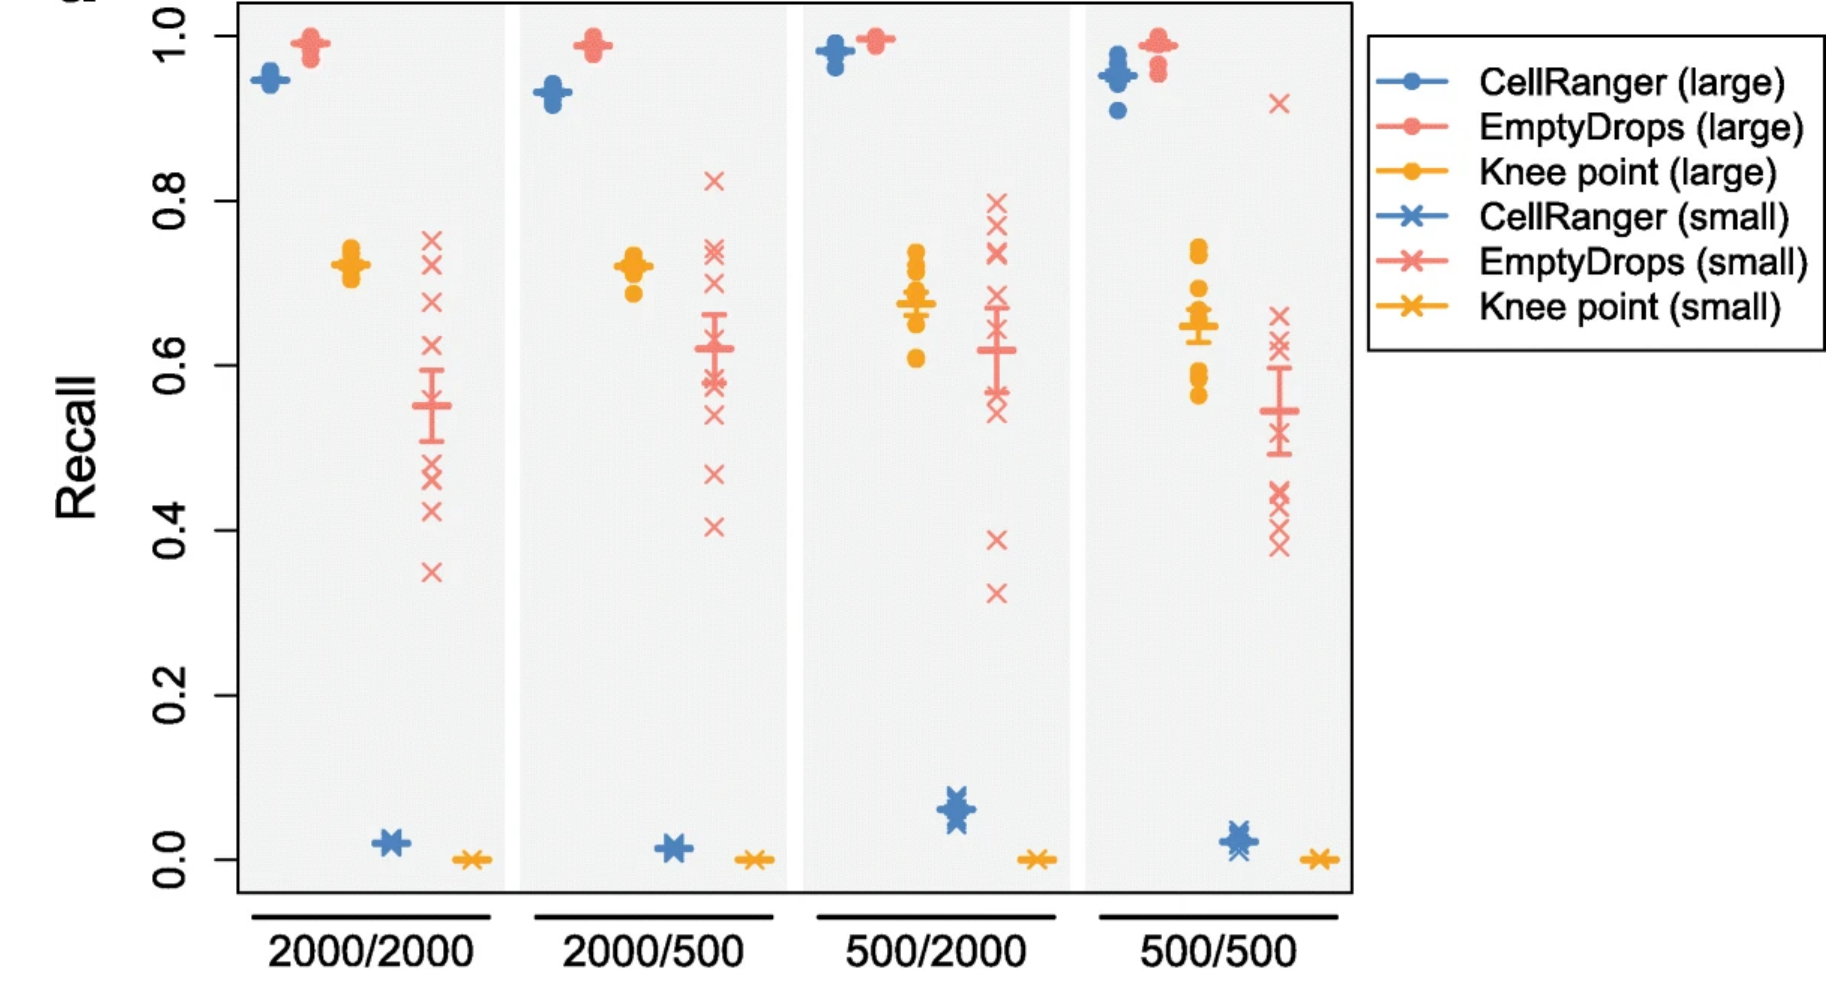 Recall
1.0
0.8
0.6
0.4
0.2
0.0
2000/2000
2000/500
500/2000
500/500
CellRanger (large)
EmptyDrops (large)
Knee point (large)
CellRanger (small)
EmptyDrops (small)
Knee point (small)